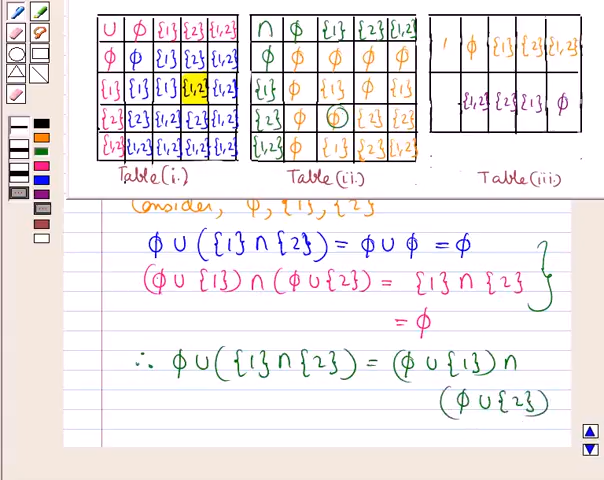 ∪ ϕ {1} {2} {1,2}
ϕ ϕ {1} {2} {1,2}
{1} {1} {1} {1,2} {1,2}
{2} {2} {1,2} {2} {1,2}
{1,2} {1,2} {1,2} {1,2} {1,2}
Table(i.)
∩ ϕ {1} {2} {1,2}
ϕ ϕ ϕ ϕ ϕ
{1} ϕ {1} ϕ {1}
{2} ϕ ϕ {2} {2}
{1,2} ϕ {1} {2} {1,2}
Table(ii.)
' ϕ {1} {2} {1,2}
{1,2} {2} {1} ϕ
Table(iii.)
Consider, ϕ, {1}, {2}
ϕ ∪ ({1} ∩ {2}) = ϕ ∪ ϕ = ϕ
(ϕ ∪ {1}) ∩ (ϕ ∪ {2}) = {1} ∩ {2}
= ϕ
∴ ϕ ∪ ({1} ∩ {2}) = (ϕ ∪ {1}) ∩
(ϕ ∪ {2})